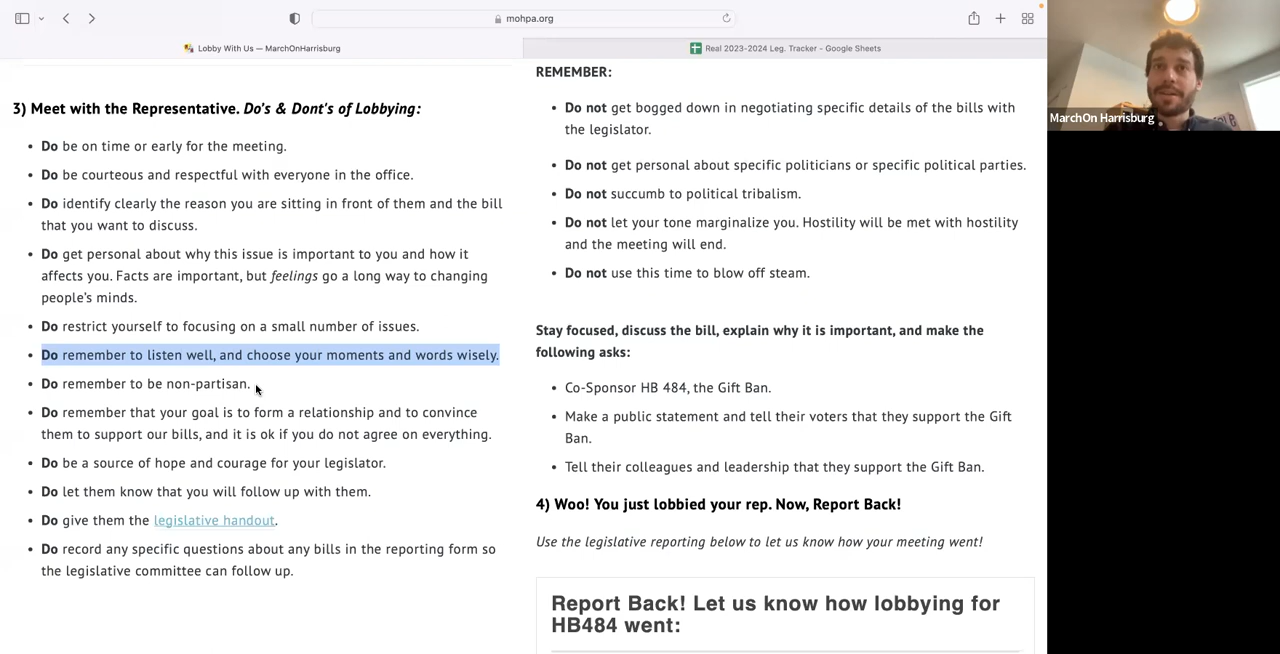 mohpa.org
Lobby With Us — MarchOnHarrisburg
Real 2023-2024 Leg. Tracker - Google Sheets
3) Meet with the Representative. Do's & Dont's of Lobbying:
• Do be on time or early for the meeting.
• Do be courteous and respectful with everyone in the office.
• Do identify clearly the reason you are sitting in front of them and the bill
that you want to discuss.
• Do get personal about why this issue is important to you and how it
affects you. Facts are important, but feelings go a long way to changing
people's minds.
• Do restrict yourself to focusing on a small number of issues.
• Do remember to listen well, and choose your moments and words wisely.
• Do remember to be non-partisan.
• Do remember that your goal is to form a relationship and to convince
them to support our bills, and it is ok if you do not agree on everything.
• Do be a source of hope and courage for your legislator.
• Do let them know that you will follow up with them.
• Do give them the legislative handout.
• Do record any specific questions about any bills in the reporting form so
the legislative committee can follow up.
REMEMBER:
• Do not get bogged down in negotiating specific details of the bills with
the legislator.
• Do not get personal about specific politicians or specific political parties.
• Do not succumb to political tribalism.
• Do not let your tone marginalize you. Hostility will be met with hostility
and the meeting will end.
• Do not use this time to blow off steam.
Stay focused, discuss the bill, explain why it is important, and make the
following asks:
• Co-Sponsor HB 484, the Gift Ban.
• Make a public statement and tell their voters that they support the Gift
Ban.
• Tell their colleagues and leadership that they support the Gift Ban.
4) Woo! You just lobbied your rep. Now, Report Back!
Use the legislative reporting below to let us know how your meeting went!
Report Back! Let us know how lobbying for
HB484 went:
MarchOn Harrisburg